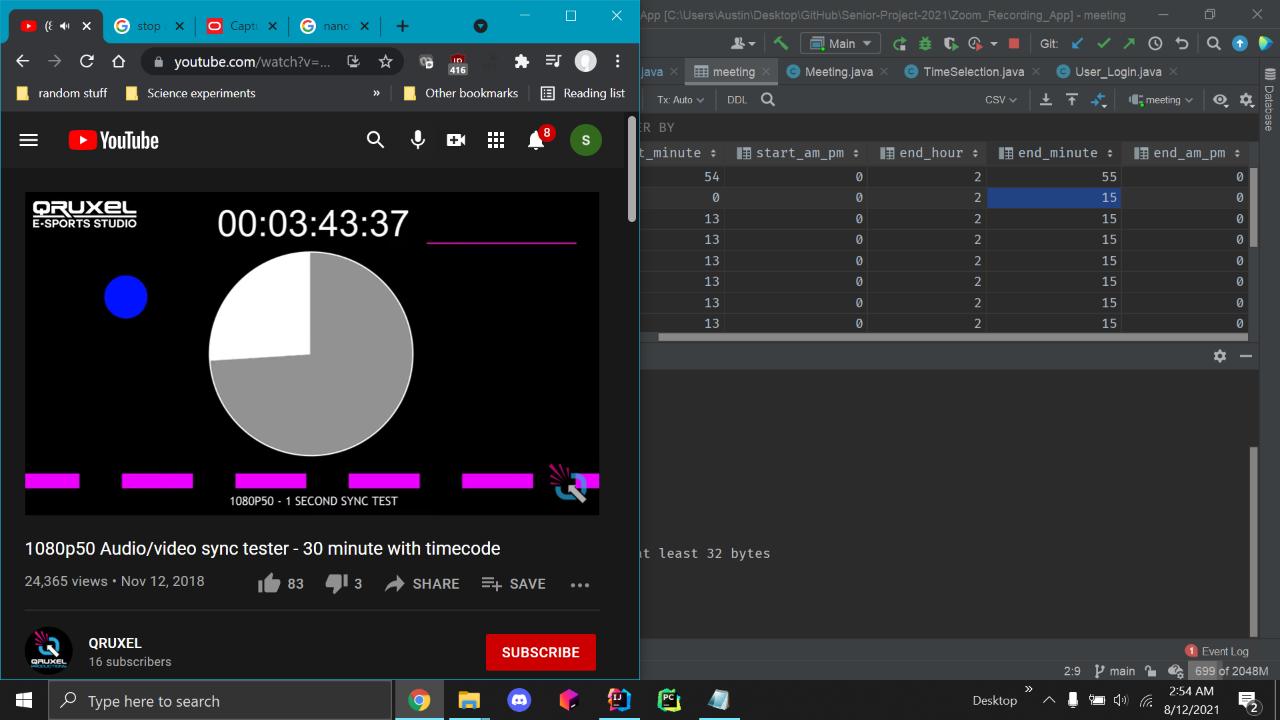 stop
Captu
nano
App [C:\Users\Austin\Desktop\GitHub\Senior-Project-2021\Zoom_Recording_App] - meeting
youtube.com/watch?v=...
416
Main
Git:
random stuff
Science experiments
»
Other bookmarks
Reading list
java
meeting
Meeting.java
TimeSelection.java
User_Login.java
Tx: Auto
DDL
CSV
meeting
Database
YouTube
8
S
ER BY
t_minute
start_am_pm
end_hour
end_minute
end_am_pm
54 0 2 55 0
0 0 2 15 0
13 0 2 15 0
13 0 2 15 0
13 0 2 15 0
13 0 2 15 0
13 0 2 15 0
13 0 2 15 0
QRUXEL
E-SPORTS STUDIO
00:03:43:37
1080P50 - 1 SECOND SYNC TEST
at least 32 bytes
1080p50 Audio/video sync tester - 30 minute with timecode
24,365 views • Nov 12, 2018
83
3
SHARE
SAVE
QRUXEL
16 subscribers
SUBSCRIBE
1 Event Log
2:9
main
699 of 2048M
Type here to search
Desktop
»
2:54 AM
8/12/2021
2